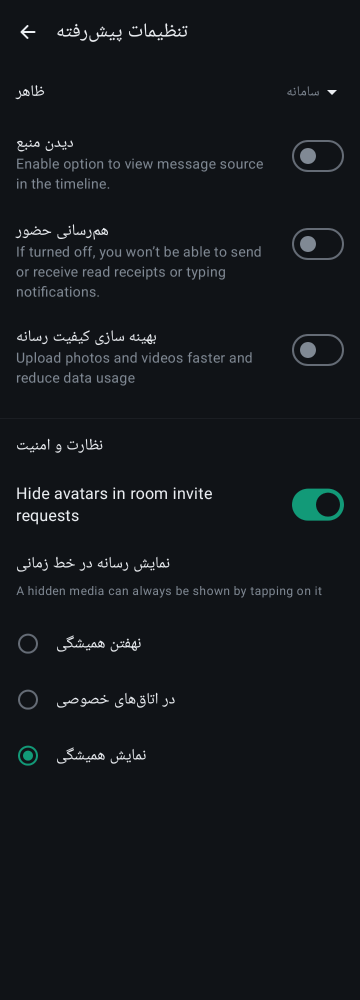 تنظیمات پیش‌رفته
ظاهر
سامانه
دیدن منبع
Enable option to view message source
in the timeline.
هم‌رسانی حضور
If turned off, you won't be able to send
or receive read receipts or typing
notifications.
بهینه سازی کیفیت رسانه
Upload photos and videos faster and
reduce data usage
نظارت و امنیت
Hide avatars in room invite
requests
نمایش رسانه در خط زمانی
A hidden media can always be shown by tapping on it
نهفتن همیشگی
در اتاق‌های خصوصی
نمایش همیشگی